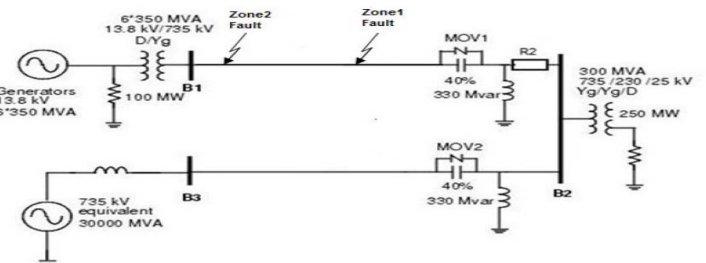 6*350 MVA
13.8 kV/735 kV
D/Yg
Zone2
Fault
Zone1
Fault
MOV1
R2
40%
330 Mvar
B1
100 MW
Generators
13.8 kV
6*350 MVA
300 MVA
735 /230 /25 kV
Yg/Yg/D
250 MW
MOV2
40%
330 Mvar
B3
B2
735 kV
equivalent
30000 MVA